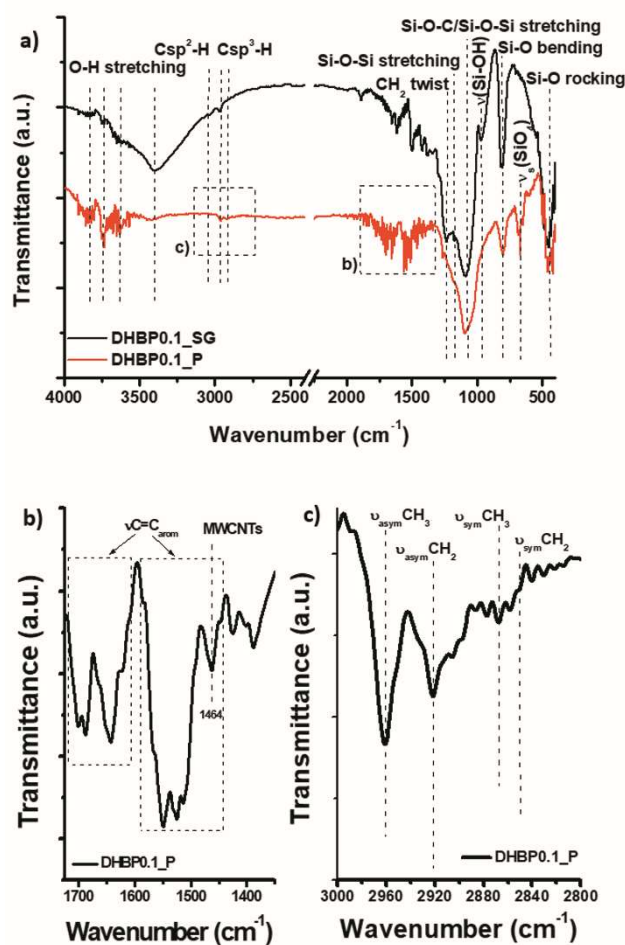 a)
Si-O-C/Si-O-Si stretching
Csp²-H Csp³-H
Si-O-Si stretching
ν(Si-OH)
Si-O bending
O-H stretching
CH₂ twist
Si-O rocking
νₛ(SiO₄)
c)
b)
DHBP0.1_SG
DHBP0.1_P
Transmittance (a.u.)
4000 3500 3000 2500 2000 1500 1000 500
Wavenumber (cm⁻¹)
b)
νC=Carom
MWCNTs
1464
DHBP0.1_P
Transmittance (a.u.)
1700 1600 1500 1400
Wavenumber (cm⁻¹)
c)
υasymCH₃ υsymCH₃
υasymCH₂ υsymCH₂
DHBP0.1_P
Transmittance (a.u.)
3000 2960 2920 2880 2840 2800
Wavenumber (cm⁻¹)